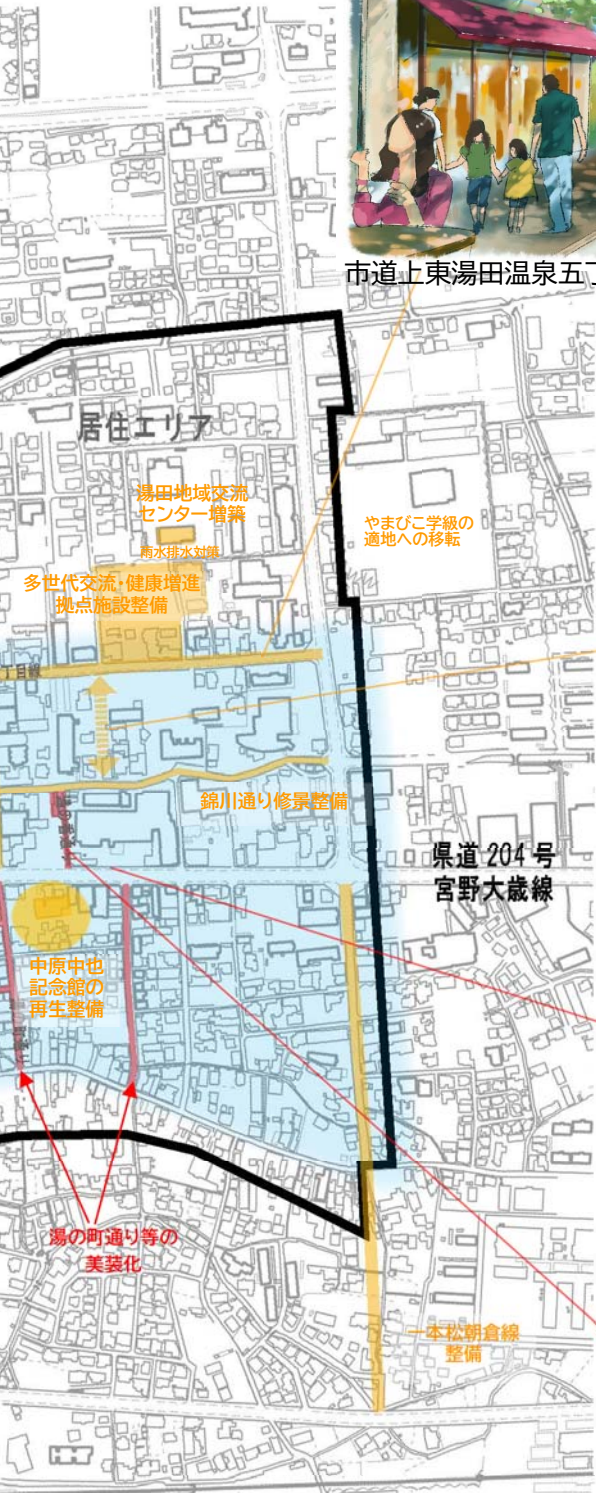 市道上東湯田温泉五丁
居住エリア
湯田地域交流
センター増築
雨水排水対策
やまびこ学級の
適地への移転
多世代交流・健康増進
拠点施設整備
丁目線
錦川通り修景整備
県道204号
宮野大歳線
中原中也
記念館の
再生整備
湯の町通り等の
美装化
一本松朝倉線
整備